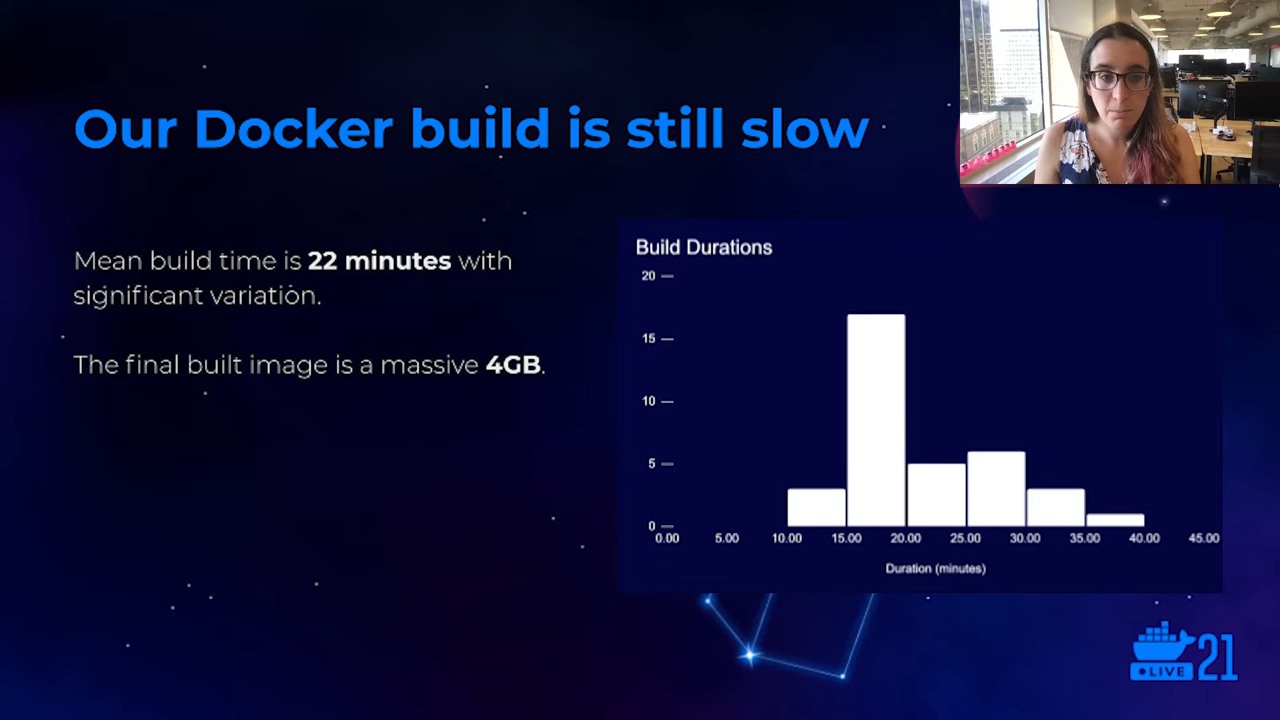 Our Docker build is still slow
Mean build time is 22 minutes with
significant variation.
The final built image is a massive 4GB.
Build Durations
20
15
10
5
0
0.00 5.00 10.00 15.00 20.00 25.00 30.00 35.00 40.00 45.00
Duration (minutes)
LIVE 21